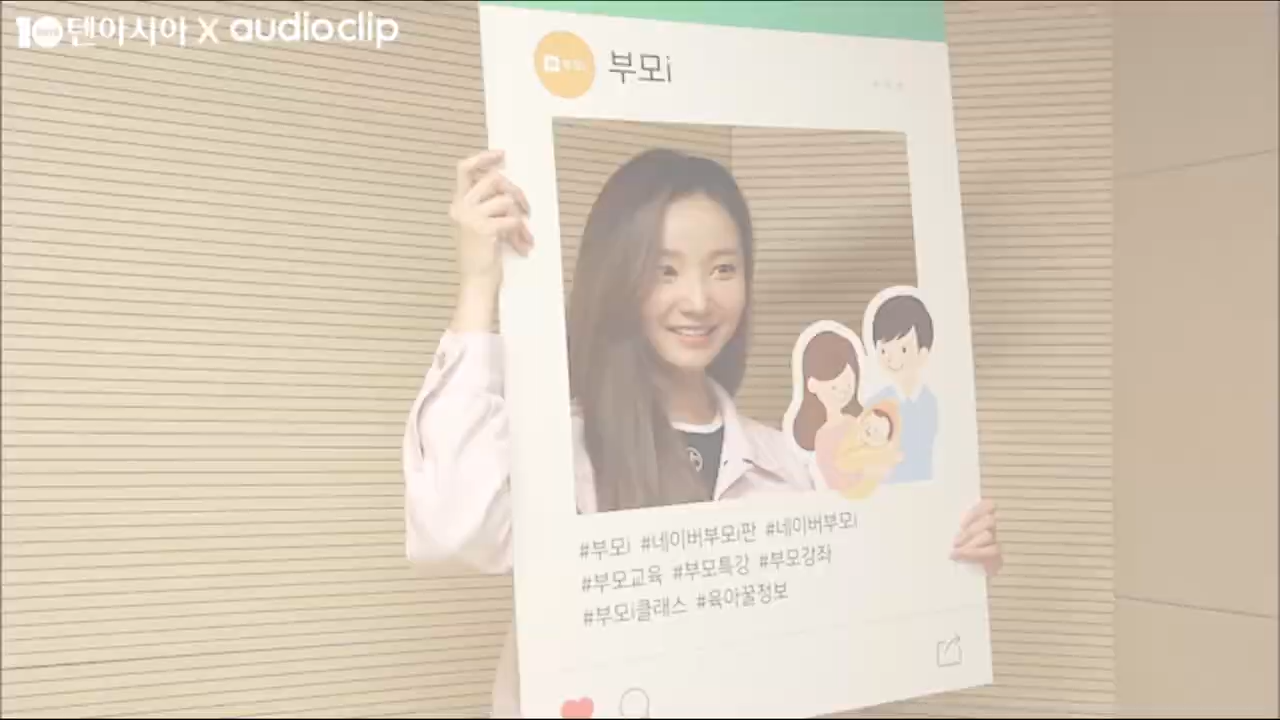 10 텐아시아 X audioclip
부모i
#부모i #네이버부모i판 #네이버부모i
#부모교육 #부모특강 #부모강좌
#부모i클래스 #육아꿀정보